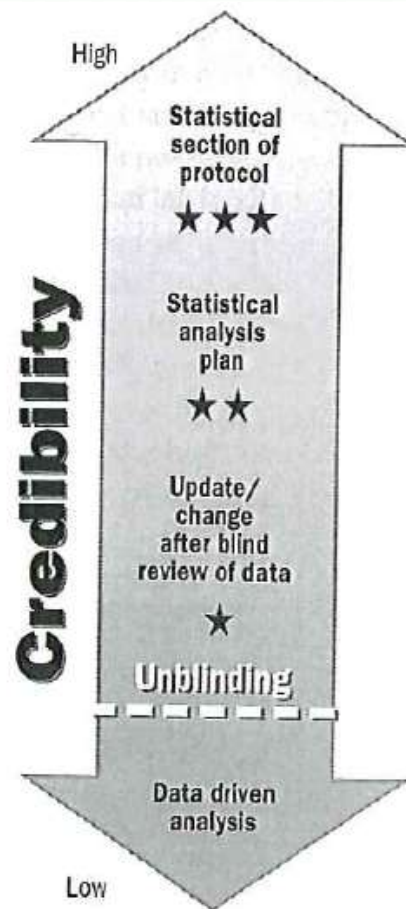 High
Statistical
section of
protocol
★★★
Statistical
analysis
plan
★★
Update/
change
after blind
review of data
★
Credibility
Unblinding
Data driven
analysis
Low